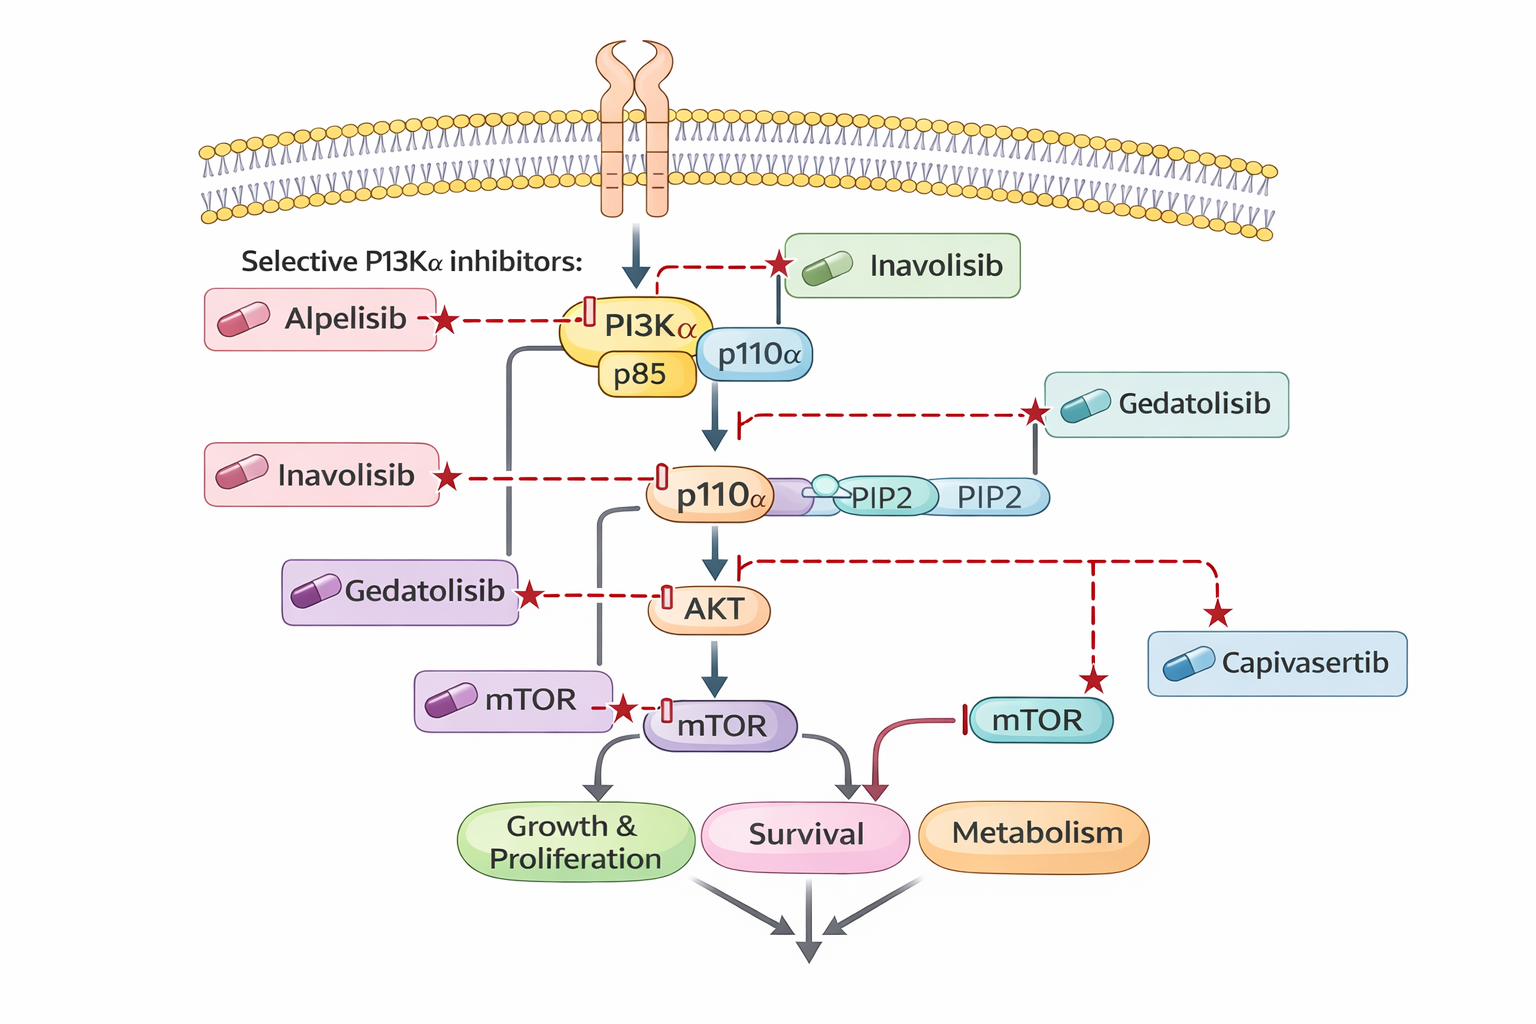 Selective P13Kα inhibitors:
Inavolisib
Alpelisib
PI3Kα
p85
p110α
Gedatolisib
Inavolisib
p110α
PIP2
PIP2
Gedatolisib
AKT
Capivasertib
mTOR
mTOR
mTOR
Growth &
Proliferation
Survival
Metabolism